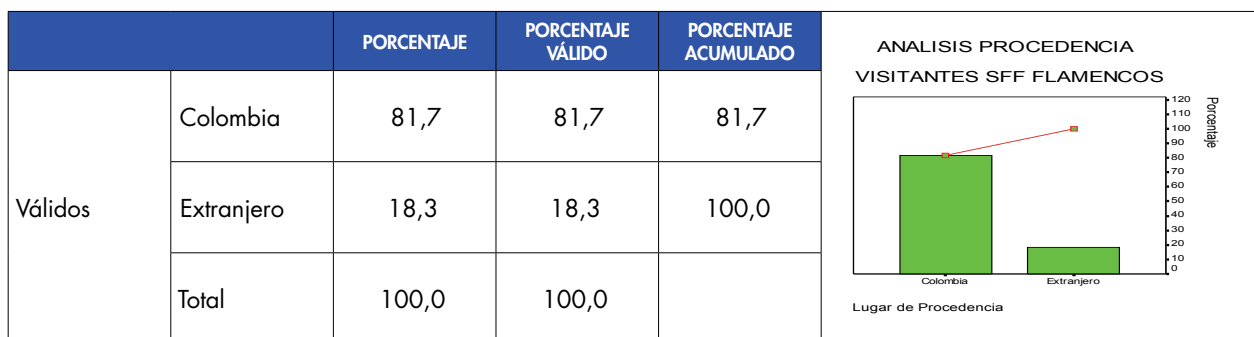 PORCENTAJE PORCENTAJE VÁLIDO PORCENTAJE ACUMULADO
Válidos
Colombia 81,7 81,7 81,7
Extranjero 18,3 18,3 100,0
Total 100,0 100,0
ANALISIS PROCEDENCIA
VISITANTES SFF FLAMENCOS
120
110
100
90
80
70
60
50
40
30
20
10
0
Porcentaje
Colombia Extranjero
Lugar de Procedencia